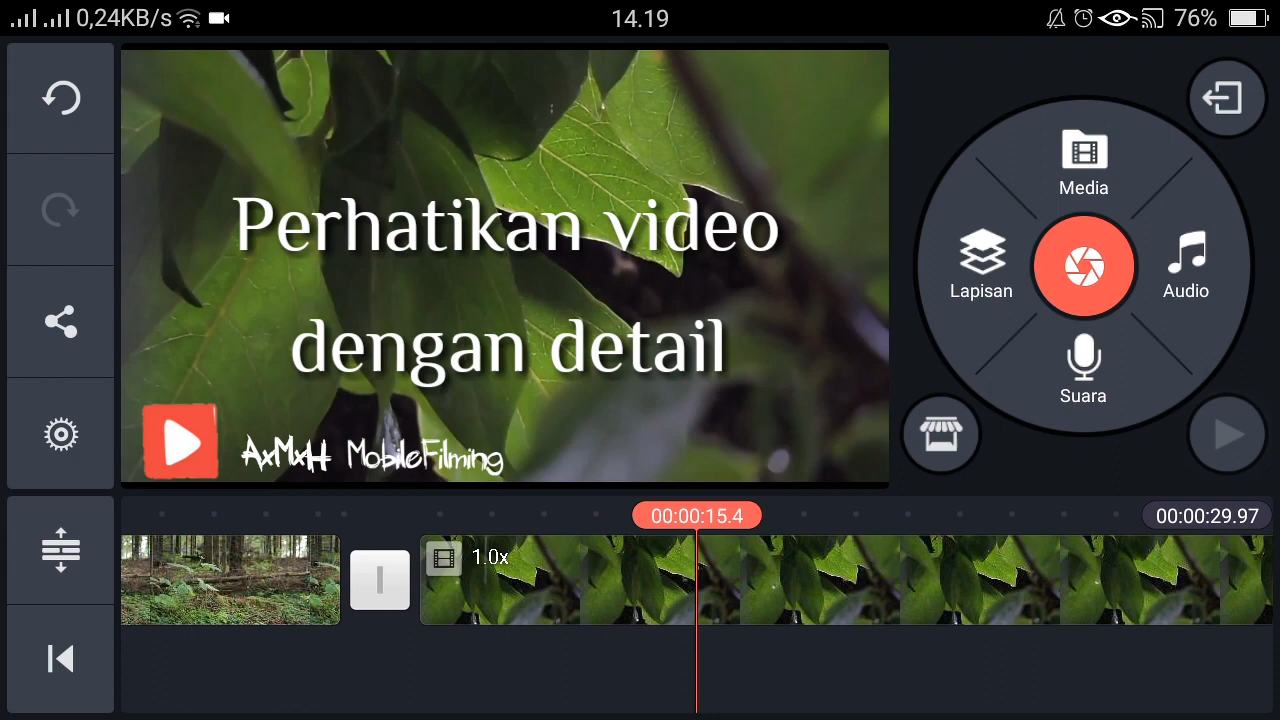 0,24KB/s
14.19
76%
Perhatikan video
dengan detail
AxMxH MobileFilming
Media
Lapisan
Audio
Suara
00:00:15.4
00:00:29.97
1.0x